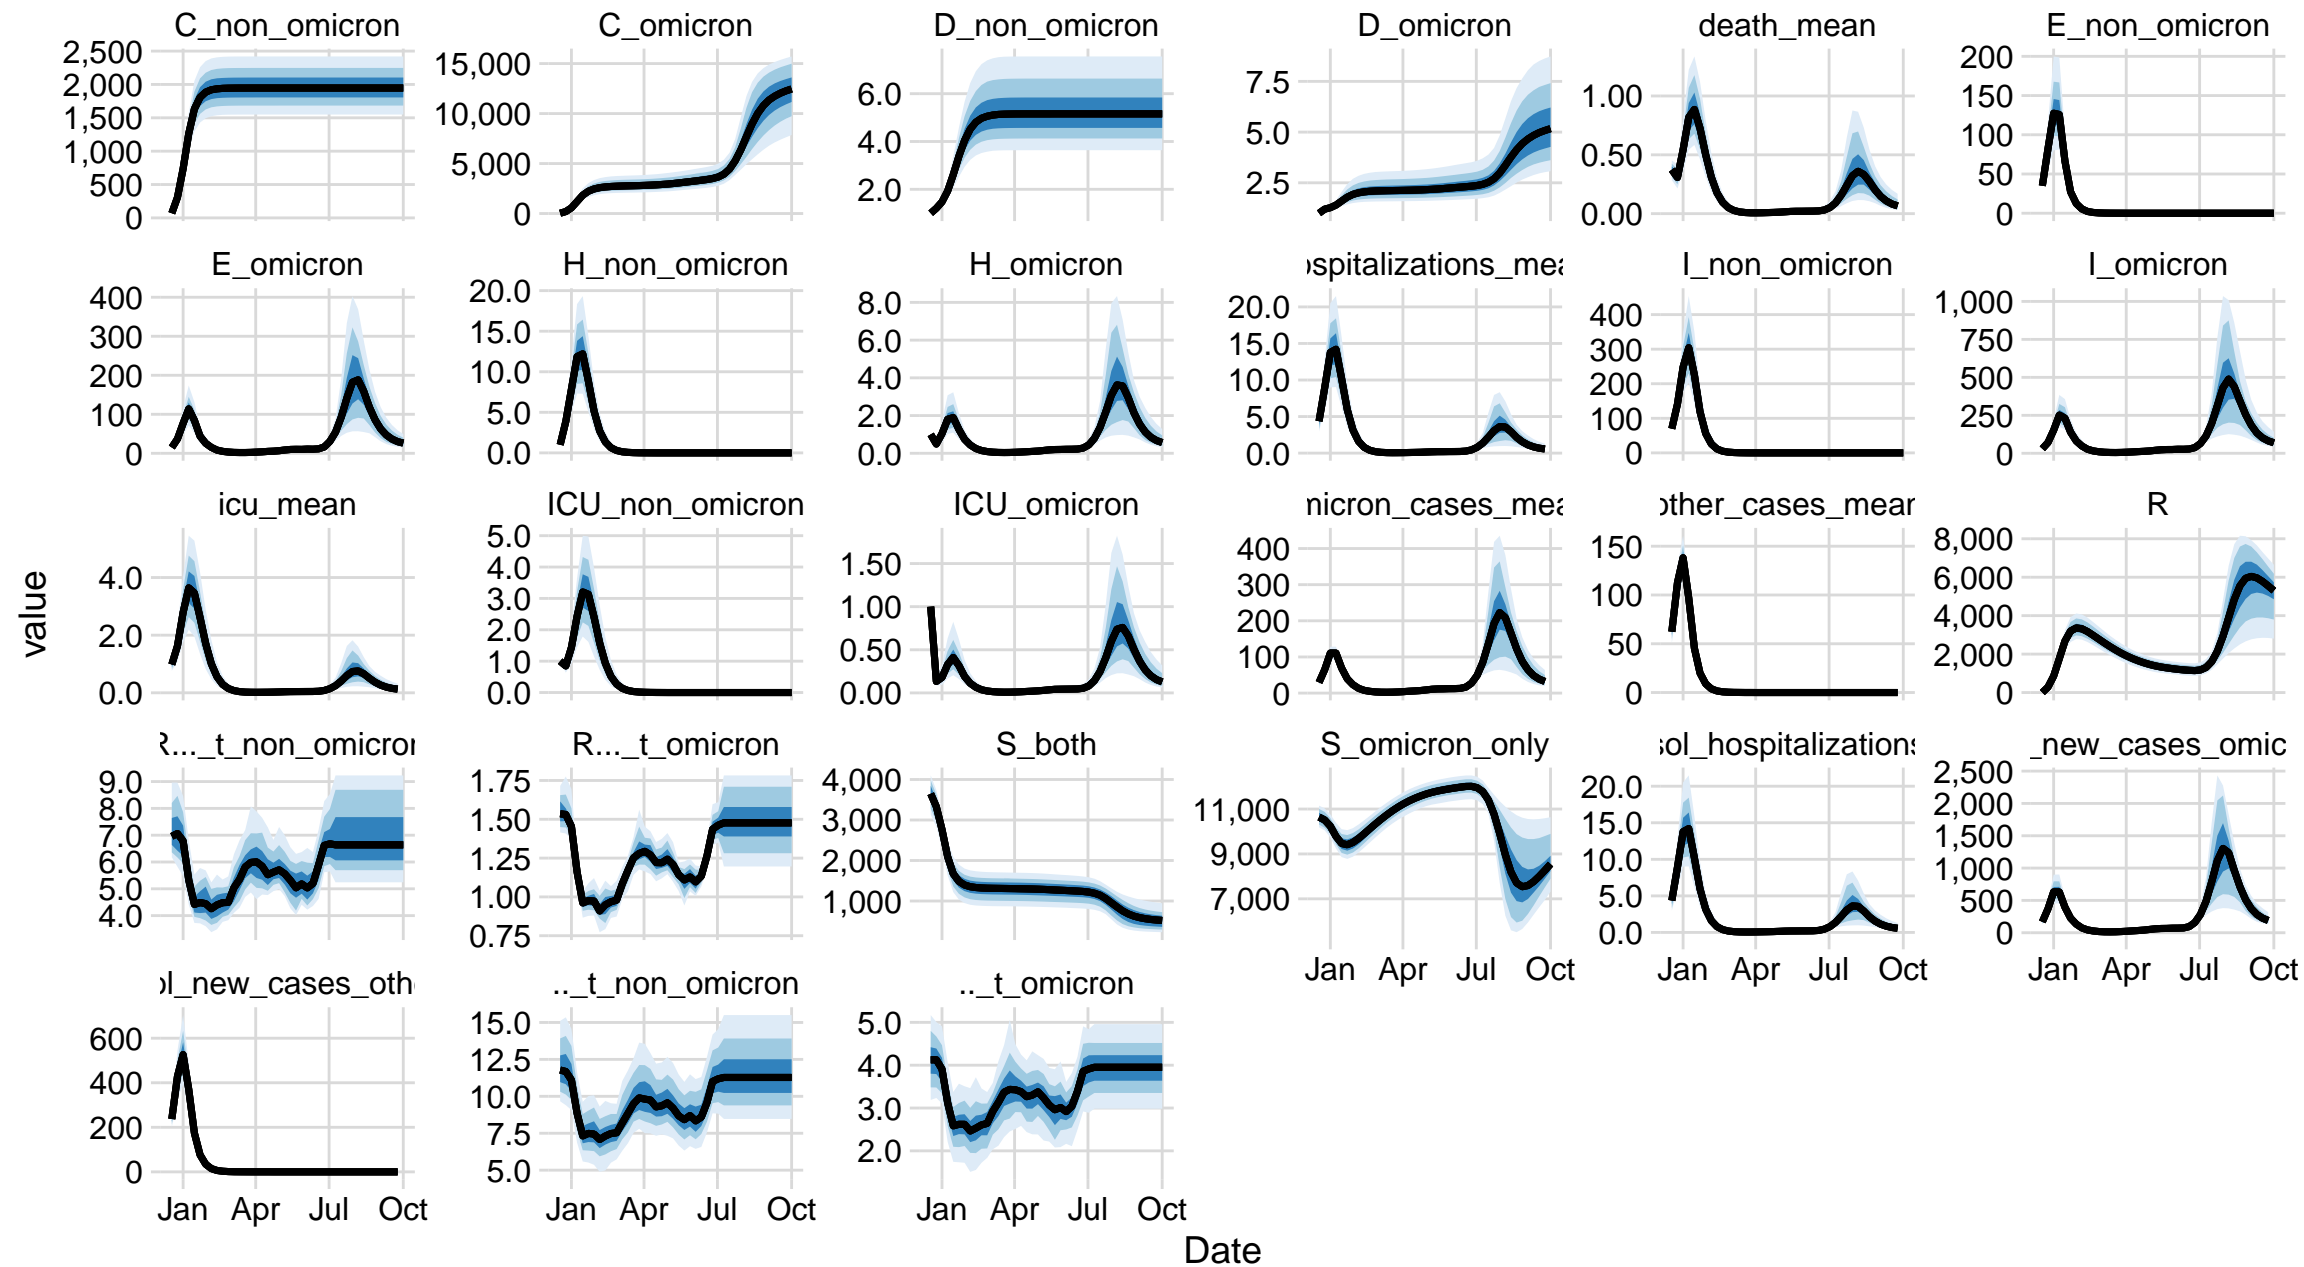 C_non_omicron C_omicron D_non_omicron D_omicron death_mean E_non_omicron
2,500 2,000 1,500 1,000 500 0
15,000 10,000 5,000 0
6.0 4.0 2.0
7.5 5.0 2.5
1.00 0.50 0.00
200 150 100 50 0
E_omicron H_non_omicron H_omicron ospitalizations_mea I_non_omicron I_omicron
400 300 200 100 0
20.0 15.0 10.0 5.0 0.0
8.0 6.0 4.0 2.0 0.0
20.0 15.0 10.0 5.0 0.0
400 300 200 100 0
1,000 750 500 250 0
icu_mean ICU_non_omicron ICU_omicron micron_cases_mea other_cases_mean R
4.0 2.0 0.0
5.0 4.0 3.0 2.0 1.0 0.0
1.50 1.00 0.50 0.00
400 300 200 100 0
150 100 50 0
8,000 6,000 4,000 2,000 0
R..._t_non_omicron R..._t_omicron S_both S_omicron_only sol_hospitalizations _new_cases_omic
9.0 8.0 7.0 6.0 5.0 4.0
1.75 1.50 1.25 1.00 0.75
4,000 3,000 2,000 1,000
11,000 9,000 7,000
20.0 15.0 10.0 5.0 0.0
2,500 2,000 1,500 1,000 500 0
Jan Apr Jul Oct Jan Apr Jul Oct Jan Apr Jul Oct
ol_new_cases_othe .._t_non_omicron .._t_omicron
600 400 200 0
15.0 12.5 10.0 7.5 5.0
5.0 4.0 3.0 2.0
Jan Apr Jul Oct Jan Apr Jul Oct Jan Apr Jul Oct
value
Date